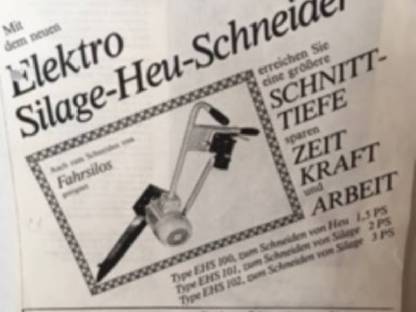 Mit
dem neuen
Elektro
Silage-Heu-Schneider
erreichen Sie
eine größere
SCHNITT-
TIEFE
sparen
ZEIT
KRAFT
und
ARBEIT
Auch zum Schneiden von
Fahrsilos
geeignet
Type EHS 100, zum Schneiden von Heu 1,5 PS
Type EHS 101, zum Schneiden von Silage 2 PS
Type EHS 102, zum Schneiden von Silage 3 PS